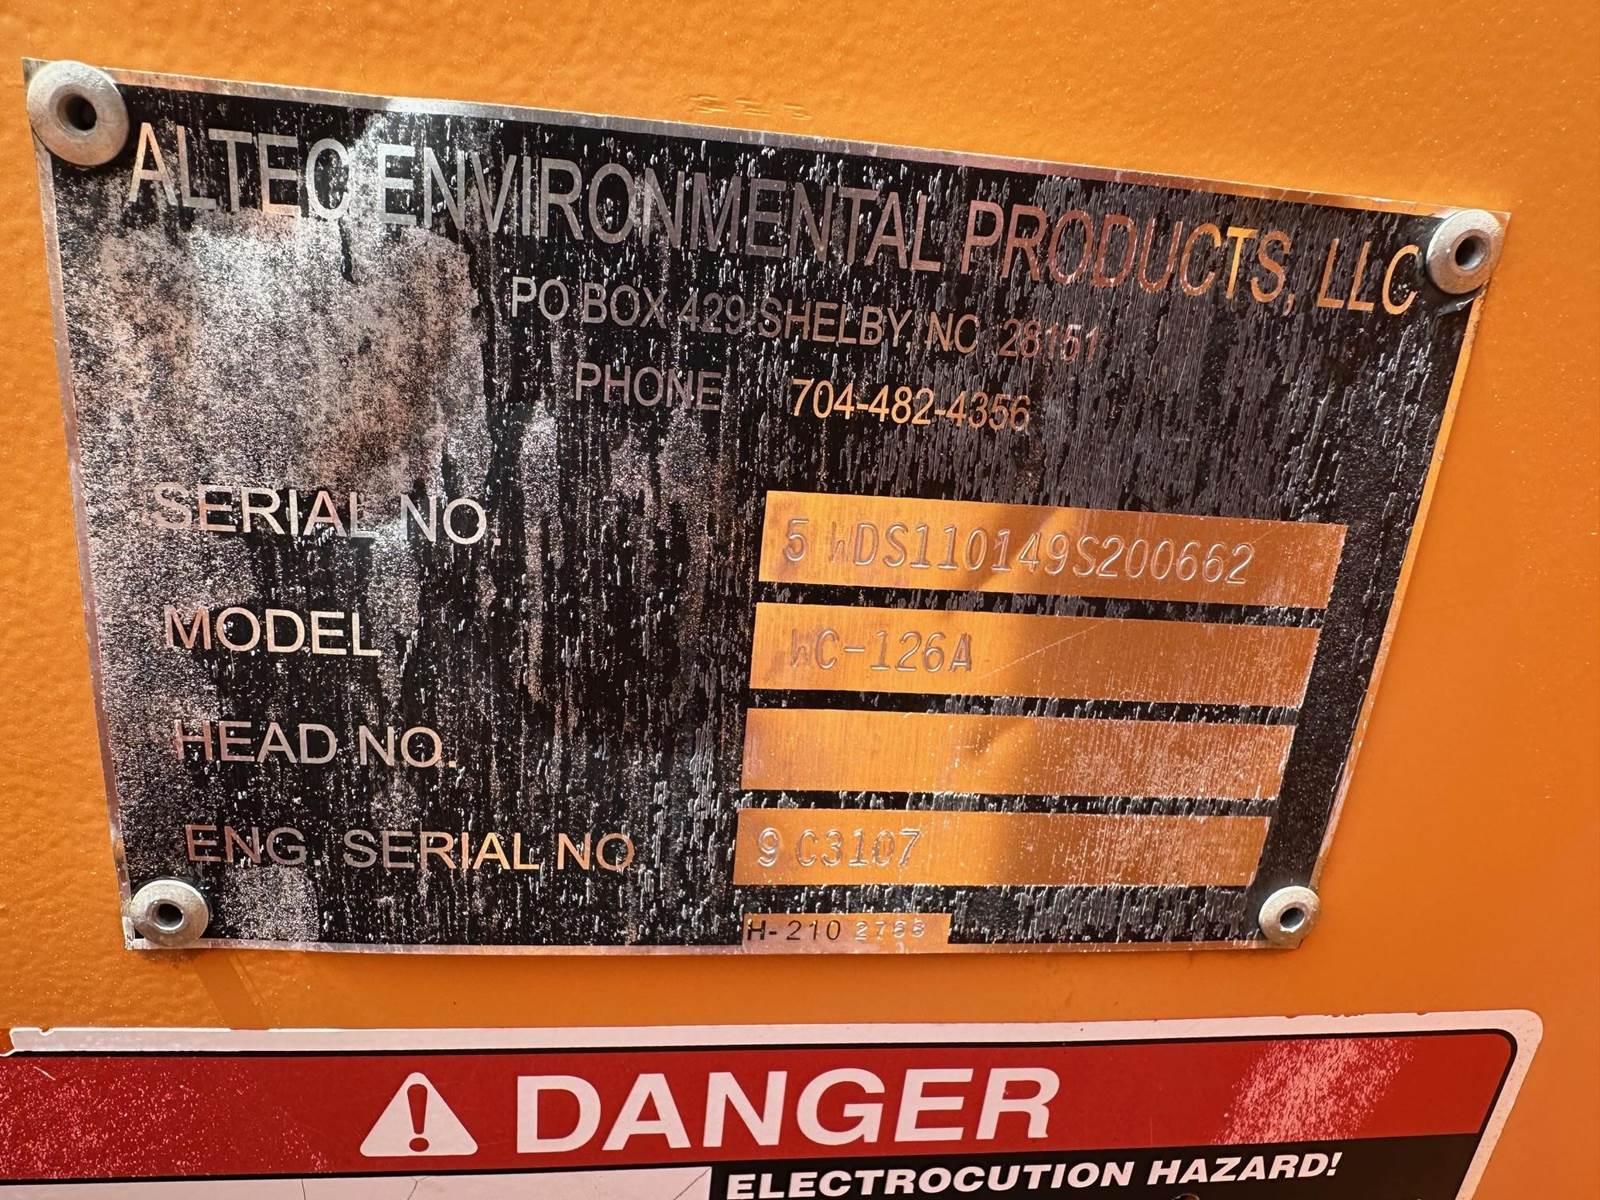 ALTEC ENVIRONMENTAL PRODUCTS, LLC
PO BOX 429 SHELBY, NC 28151
PHONE 704-482-4356
SERIAL NO. 5 WDS110149S200662
MODEL WC-126A
HEAD NO.
ENG. SERIAL NO 9 C3107
H-210 2788
DANGER
ELECTROCUTION HAZARD!